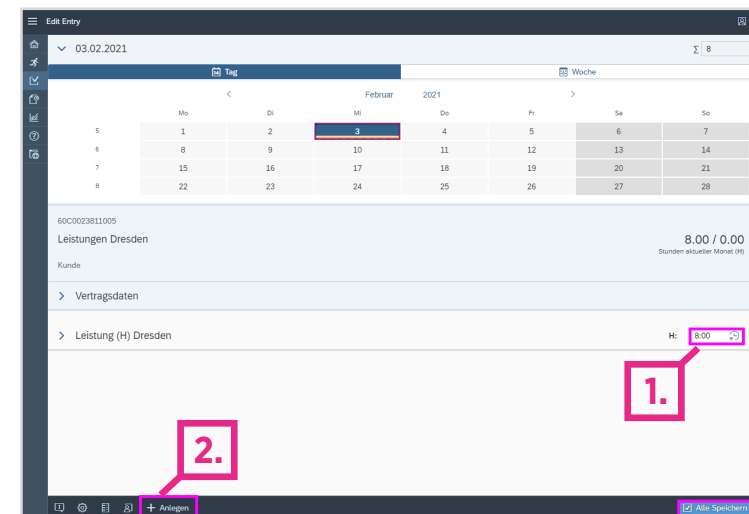 Edit Entry
03.02.2021
Σ 8
Tag
Woche
Februar 2021
Mo Di Mi Do Fr Sa So
5 1 2 3 4 5 6 7
6 8 9 10 11 12 13 14
7 15 16 17 18 19 20 21
8 22 23 24 25 26 27 28
60C0023811005
Leistungen Dresden
8.00 / 0.00
Stunden aktueller Monat (H)
Kunde
Vertragsdaten
Leistung (H) Dresden
H: 8:00
1.
2.
Anlegen
Alle Speichern